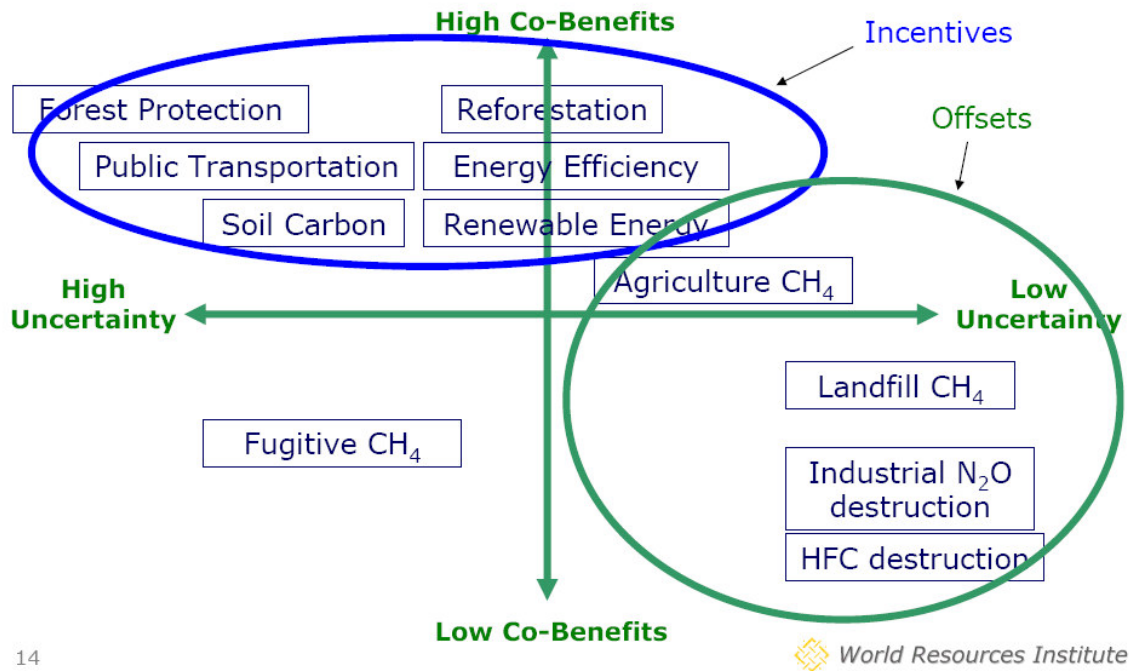 High Co-Benefits
Incentives
Forest Protection
Reforestation
Offsets
Public Transportation
Energy Efficiency
Soil Carbon
Renewable Energy
Agriculture CH₄
High
Uncertainty
Low
Uncertainty
Landfill CH₄
Fugitive CH₄
Industrial N₂O
destruction
HFC destruction
Low Co-Benefits
14
World Resources Institute